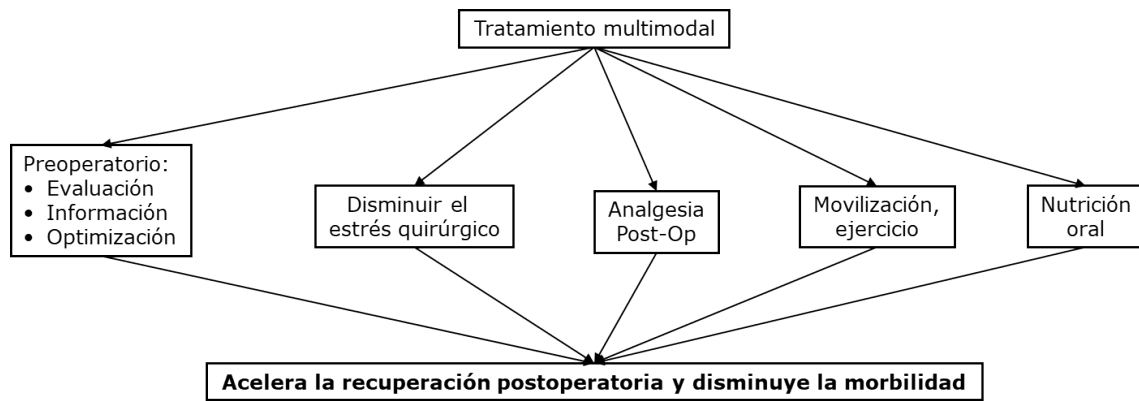 Tratamiento multimodal
Preoperatorio:
• Evaluación
• Información
• Optimización
Disminuir el
estrés quirúrgico
Analgesia
Post-Op
Movilización,
ejercicio
Nutrición
oral
Acelera la recuperación postoperatoria y disminuye la morbilidad